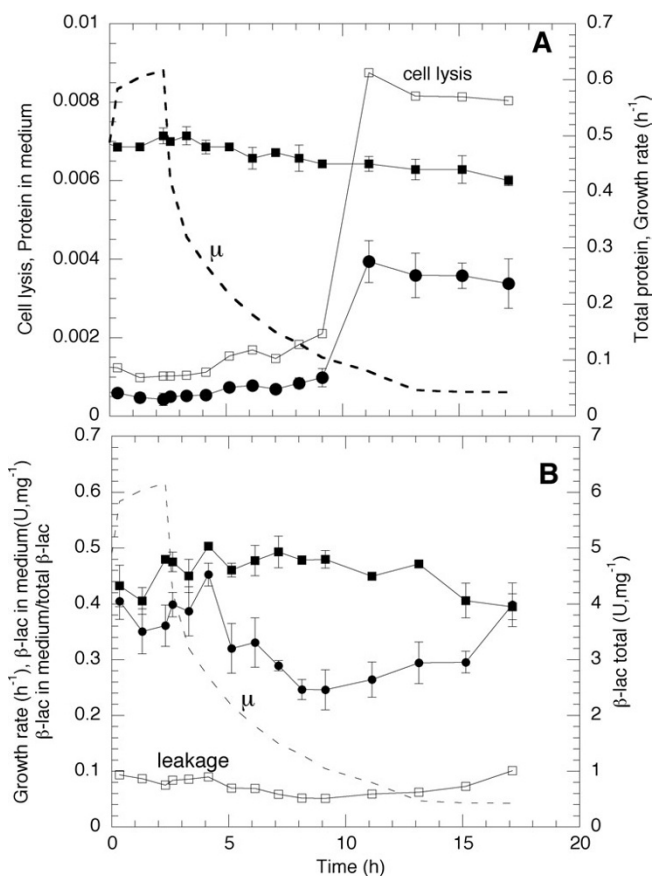 A
cell lysis
μ
Cell lysis, Protein in medium
0.01
0.008
0.006
0.004
0.002
0
Total protein, Growth rate (h-1)
0.7
0.6
0.5
0.4
0.3
0.2
0.1
0
B
μ
leakage
Growth rate (h-1), β-lac in medium(U,mg-1)
β-lac in medium/total β-lac
0.7
0.6
0.5
0.4
0.3
0.2
0.1
0
β-lac total (U,mg-1)
7
6
5
4
3
2
1
0
0 5 10 15 20
Time (h)